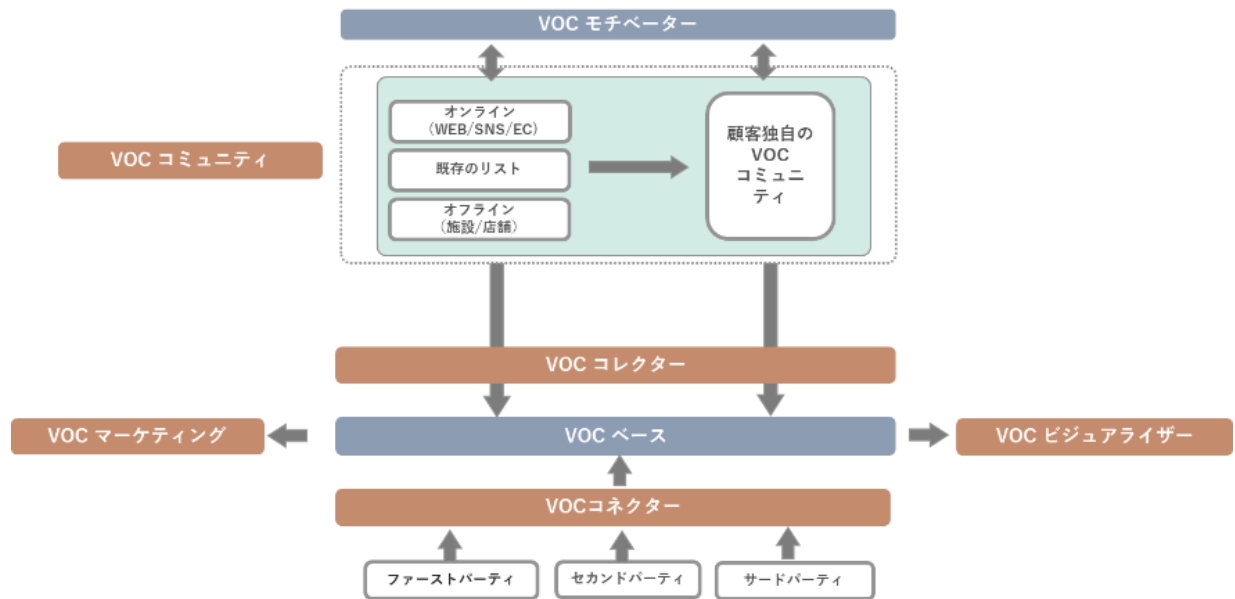 VOC モチベーター
オンライン
（WEB/SNS/EC）
既存のリスト
オフライン
（施設/店舗）
顧客独自の
VOC
コミュニ
ティ
VOC コミュニティ
VOC コレクター
VOC マーケティング
VOC ベース
VOC ビジュアライザー
VOCコネクター
ファーストパーティ
セカンドパーティ
サードパーティ